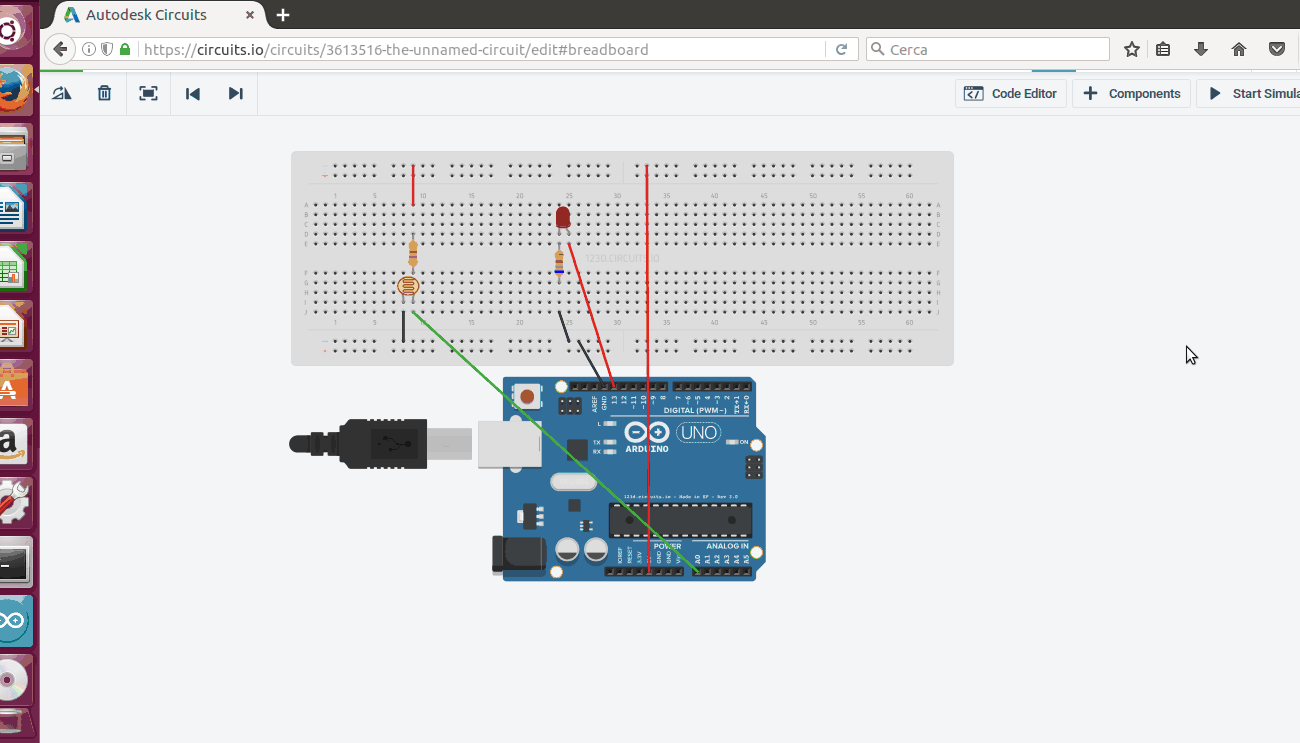 Autodesk Circuits
https://circuits.io/circuits/3613516-the-unnamed-circuit/edit#breadboard
Cerca
Code Editor
Components
Start Simula
1 5 10 15 20 25 30 35 40 45 50 55 60
A A
B B
C C
D D
E E
123D.CIRCUITS.IO
F F
G G
H H
I I
J J
1 5 15 20 25 30 35 40 45 50 55 60
AREF
GND
13
12
~11
~10
~9
8
7
~6
~5
4
~3
2
TX→1
RX←0
DIGITAL (PWM~)
L
TX
RX
ARDUINO
UNO
ON
123d.circuits.io - Made in SF - Rev 2.0
POWER
ANALOG IN
IOREF
RESET
3.3V
GND
GND
A0
A1
A2
A3
A4
A5
a